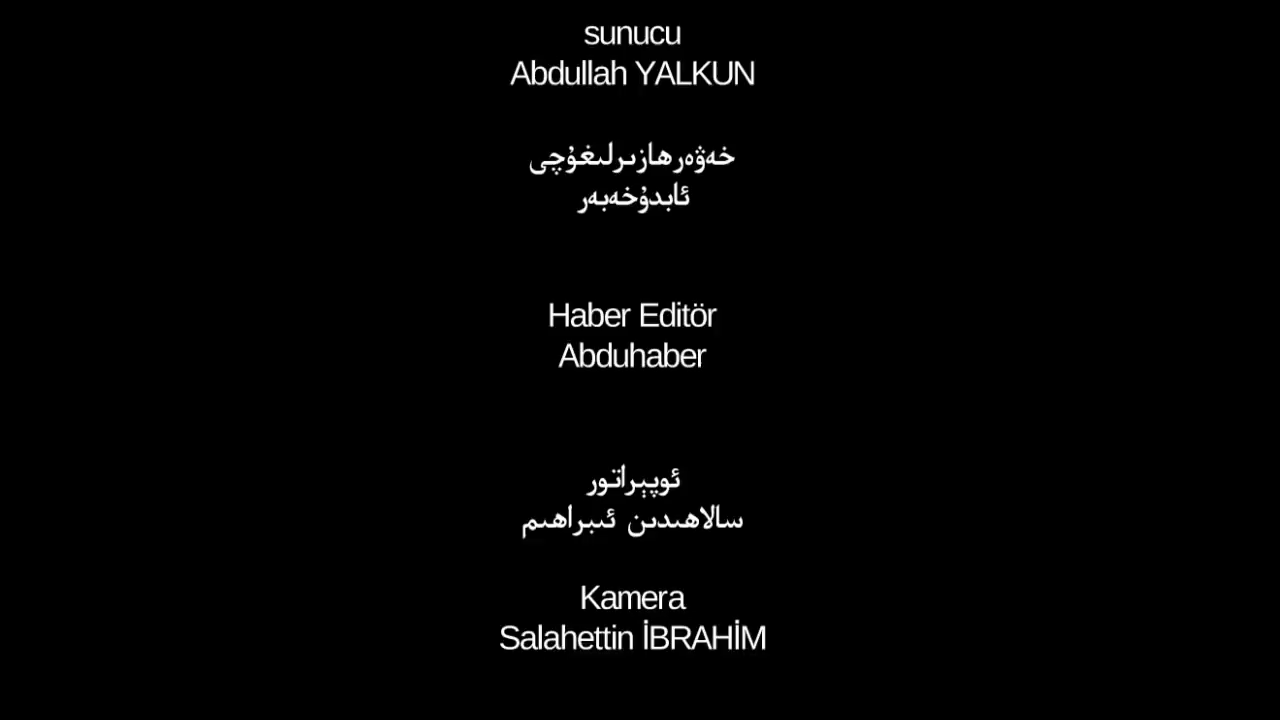 sunucu
Abdullah YALKUN
خەۋەرھازىرلىغۇچى
ئابدۇخەبەر
Haber Editör
Abduhaber
ئوپېراتور
سالاھىدىن ئىبراھىم
Kamera
Salahettin İBRAHİM